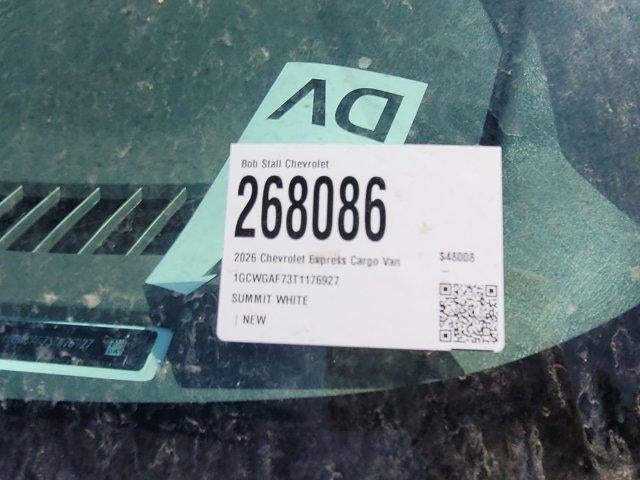 DV
Bob Stall Chevrolet
268086
2026 Chevrolet Express Cargo Van $48008
1GCWGAF73T1176927
SUMMIT WHITE
| NEW